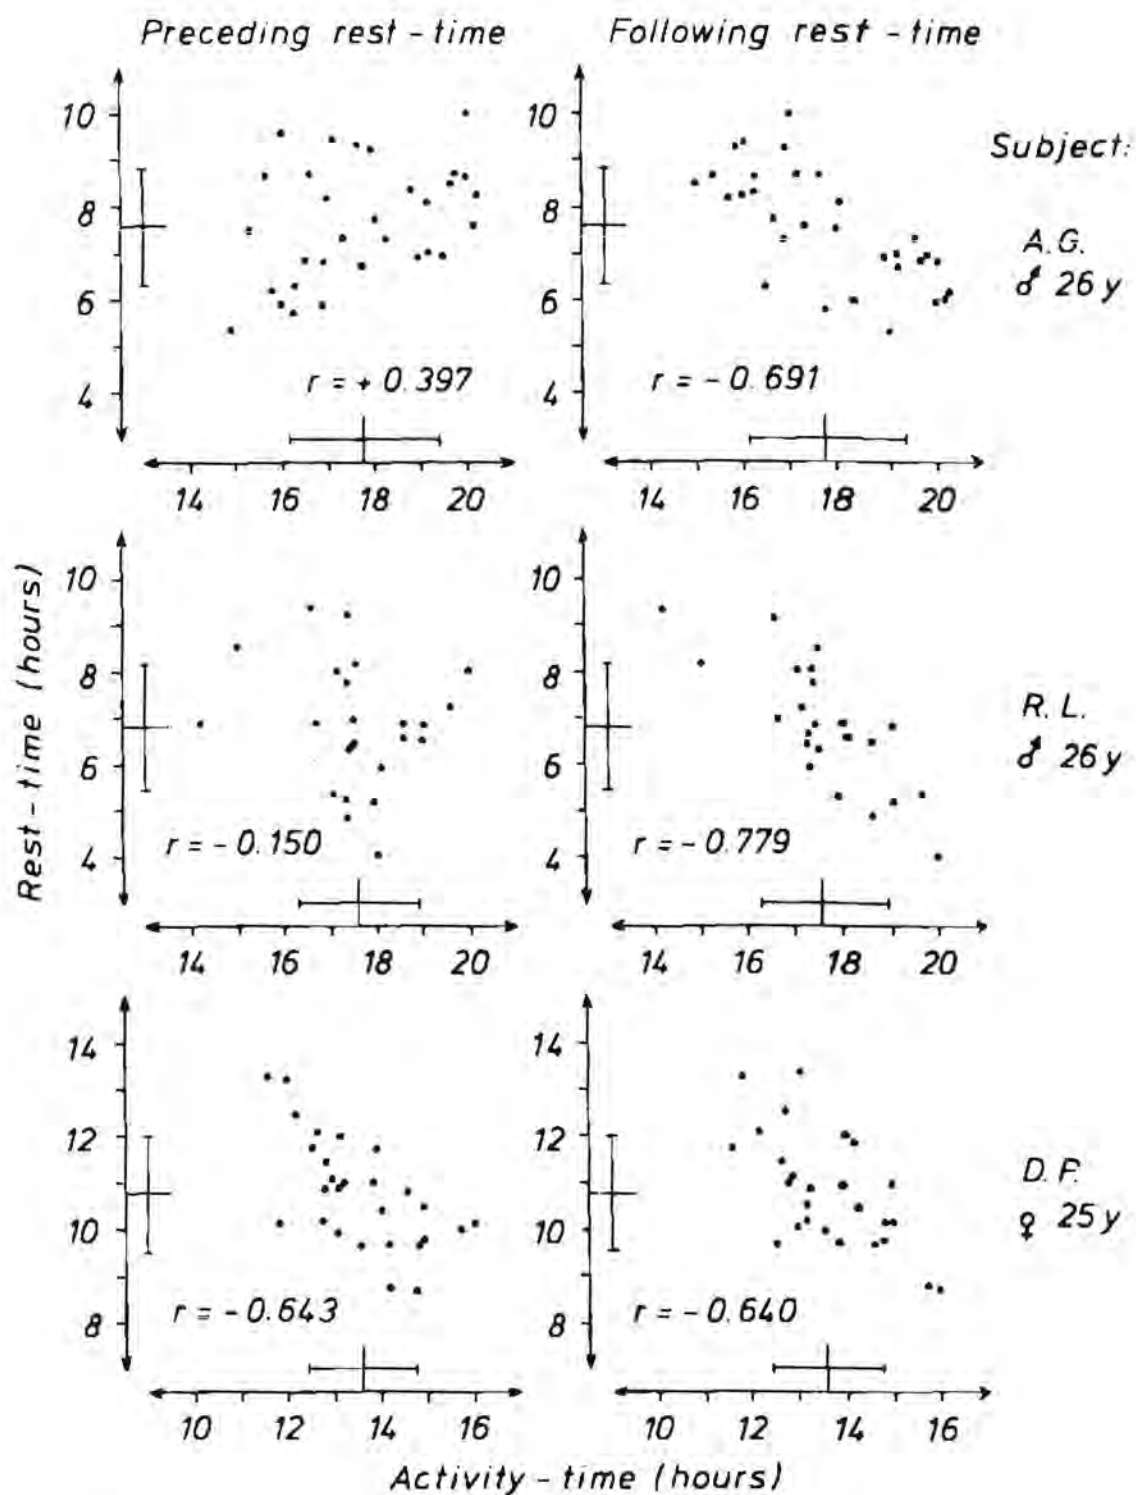 Preceding rest-time Following rest-time
Subject:
10
8
6
4
r = + 0.397
14 16 18 20
10
8
6
4
r = - 0.691
14 16 18 20
A.G.
♂ 26 y
Rest-time (hours)
10
8
6
4
r = - 0.150
14 16 18 20
10
8
6
4
r = - 0.779
14 16 18 20
R. L.
♂ 26 y
14
12
10
8
r = - 0.643
10 12 14 16
14
12
10
8
r = - 0.640
10 12 14 16
D. P.
♀ 25 y
Activity-time (hours)